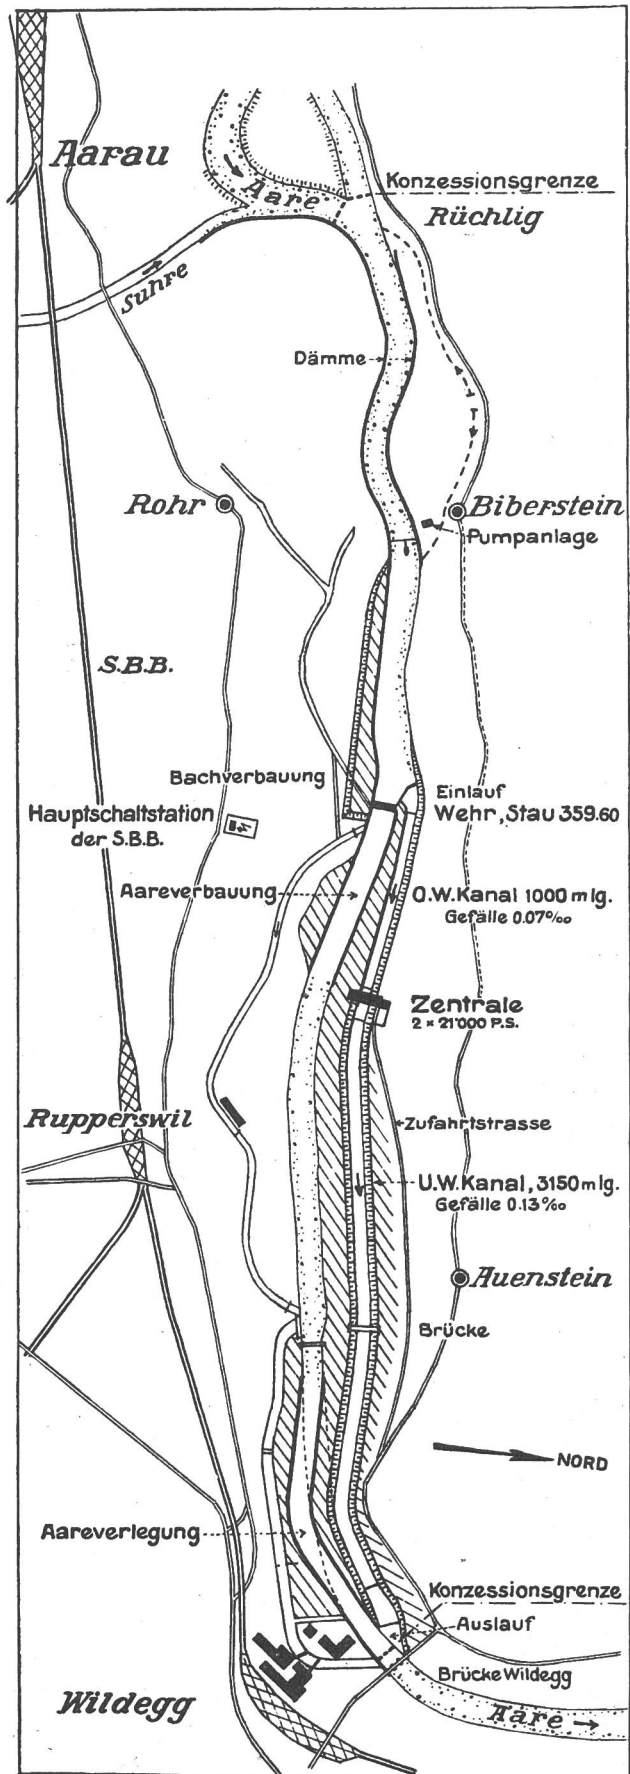 Aarau
Konzessionsgrenze
Aare
Rüchlig
Suhre
Dämme
Rohr
Biberstein
Pumpanlage
S.B.B.
Bachverbauung
Einlauf
Hauptschaltstation
der S.B.B.
Wehr, Stau 359.60
Aareverbauung
O.W. Kanal 1000 m lg.
Gefälle 0.07‰
Zentrale
2 × 21'000 P.S.
Rupperswil
Zufahrtstrasse
U.W. Kanal, 3150 m lg.
Gefälle 0.13‰
Auenstein
Brücke
NORD
Aareverlegung
Konzessionsgrenze
Auslauf
Brücke Wildegg
Wildegg
Aare